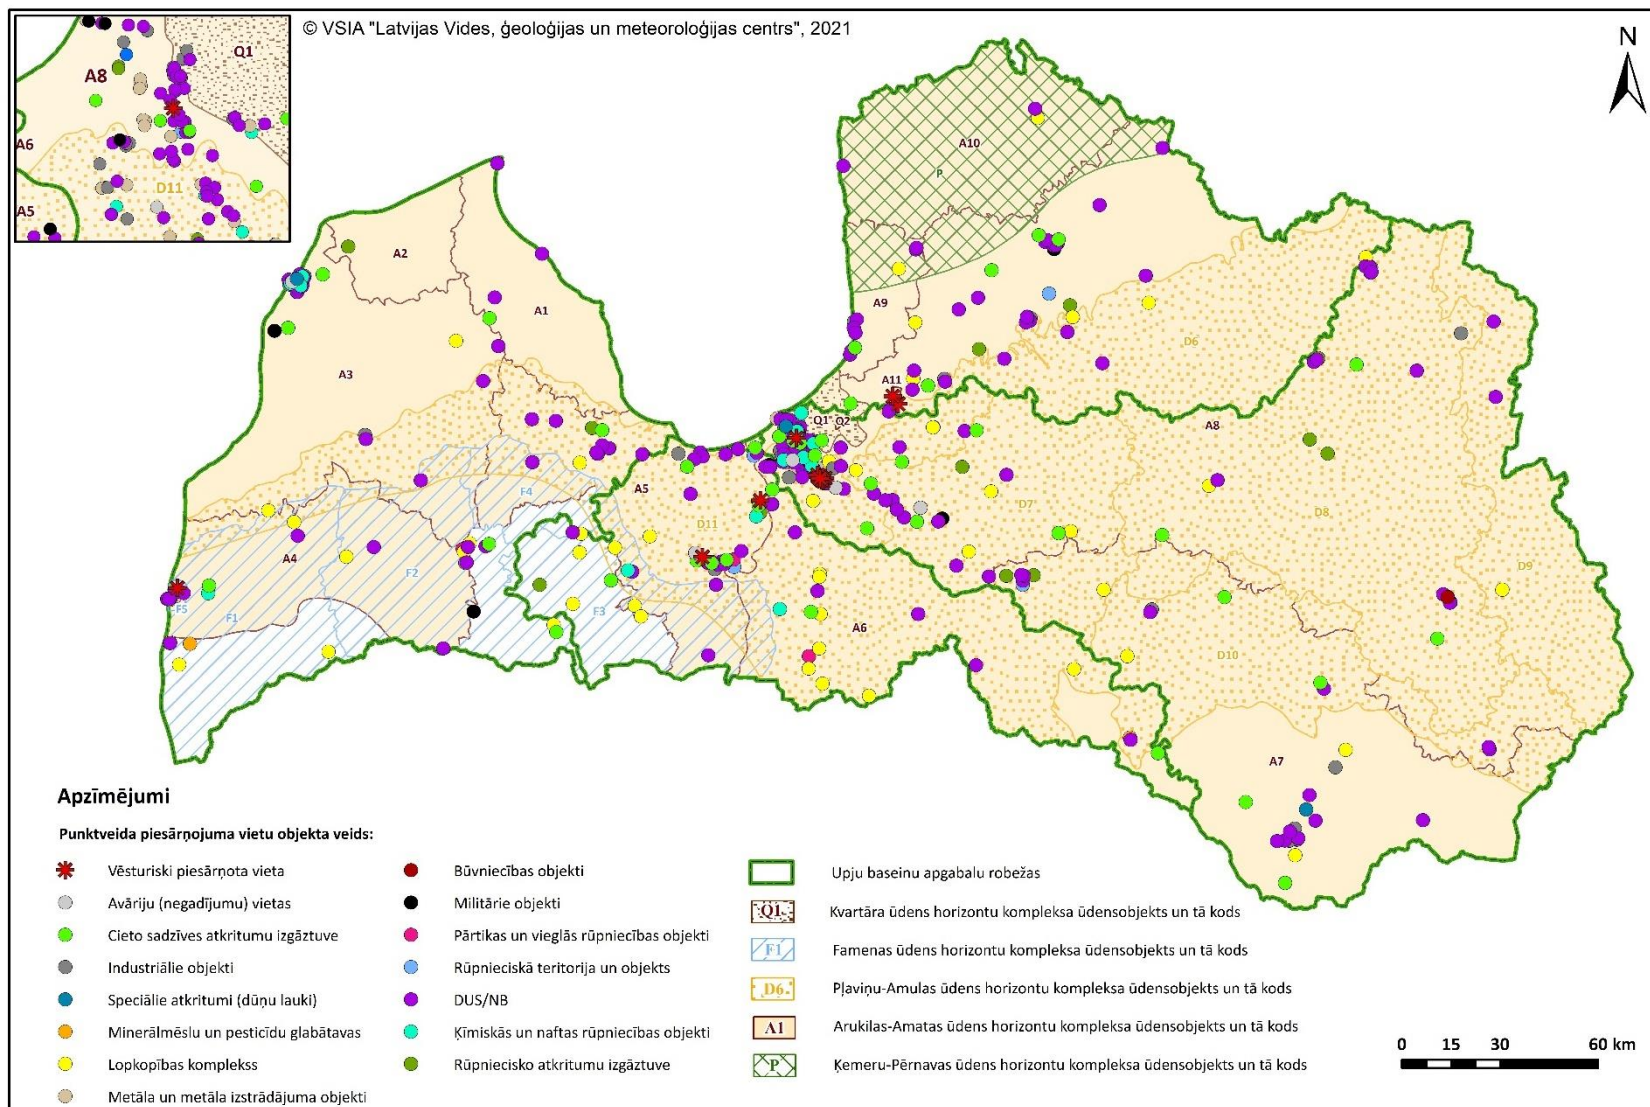 © VSIA "Latvijas Vides, ģeoloģijas un meteoroloģijas centrs", 2021
N
Q1
A8
A6
D11
A5
A10
P
A2
A1
A9
A3
D6
A11
Q1 Q2
A8
A5
F4
D7
D8
D11
A4
F2
D9
F5
F1
F3
A6
D10
A7
Apzīmējumi
Punktveida piesārņojuma vietu objekta veids:
Vēsturiski piesārņota vieta
Avāriju (negadījumu) vietas
Cieto sadzīves atkritumu izgāztuve
Industriālie objekti
Speciālie atkritumi (dūņu lauki)
Minerālmēslu un pesticīdu glabātavas
Lopkopības komplekss
Metāla un metāla izstrādājuma objekti
Būvniecības objekti
Militārie objekti
Pārtikas un vieglās rūpniecības objekti
Rūpnieciskā teritorija un objekts
DUS/NB
Ķīmiskās un naftas rūpniecības objekti
Rūpniecisko atkritumu izgāztuve
Upju baseinu apgabalu robežas
Q1 Kvartāra ūdens horizontu kompleksa ūdensobjekts un tā kods
F1 Famenas ūdens horizontu kompleksa ūdensobjekts un tā kods
D6 Pļaviņu-Amulas ūdens horizontu kompleksa ūdensobjekts un tā kods
A1 Arukilas-Amatas ūdens horizontu kompleksa ūdensobjekts un tā kods
P Ķemeru-Pērnavas ūdens horizontu kompleksa ūdensobjekts un tā kods
0 15 30 60 km